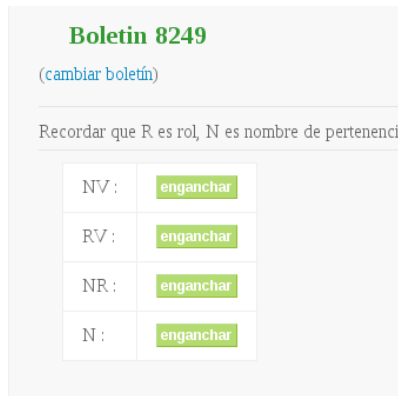 Boletin 8249
(cambiar boletín)
Recordar que R es rol, N es nombre de pertenenci
NV : enganchar
RV : enganchar
NR : enganchar
N : enganchar